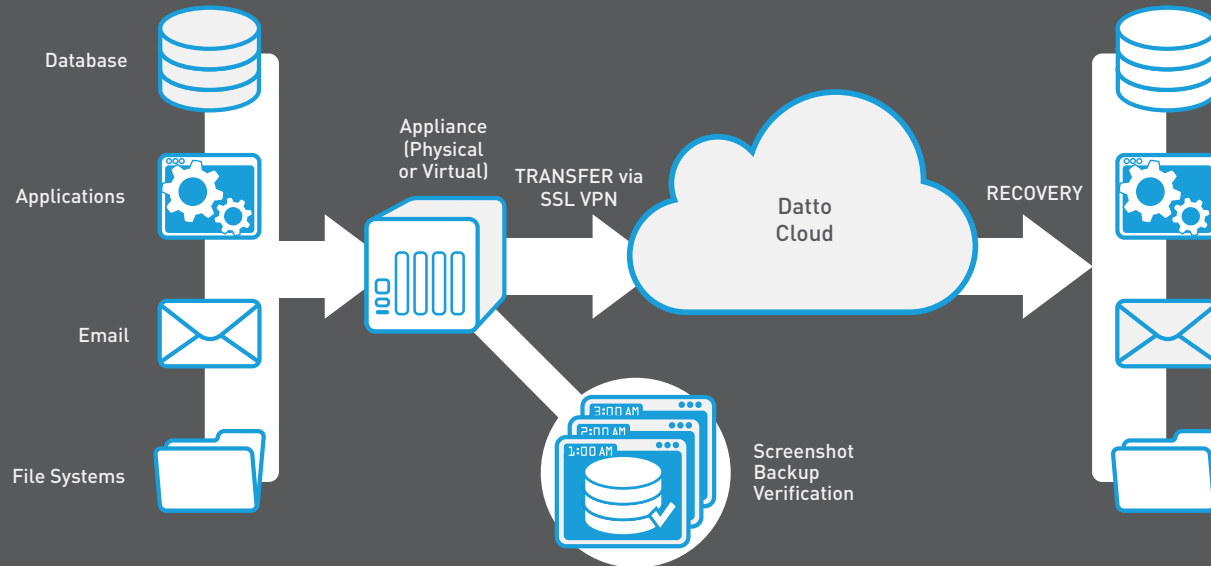 Database
Applications
Email
File Systems
Appliance
(Physical
or Virtual)
TRANSFER via
SSL VPN
Datto
Cloud
RECOVERY
3:00 AM
2:00 AM
1:00 AM
Screenshot
Backup
Verification